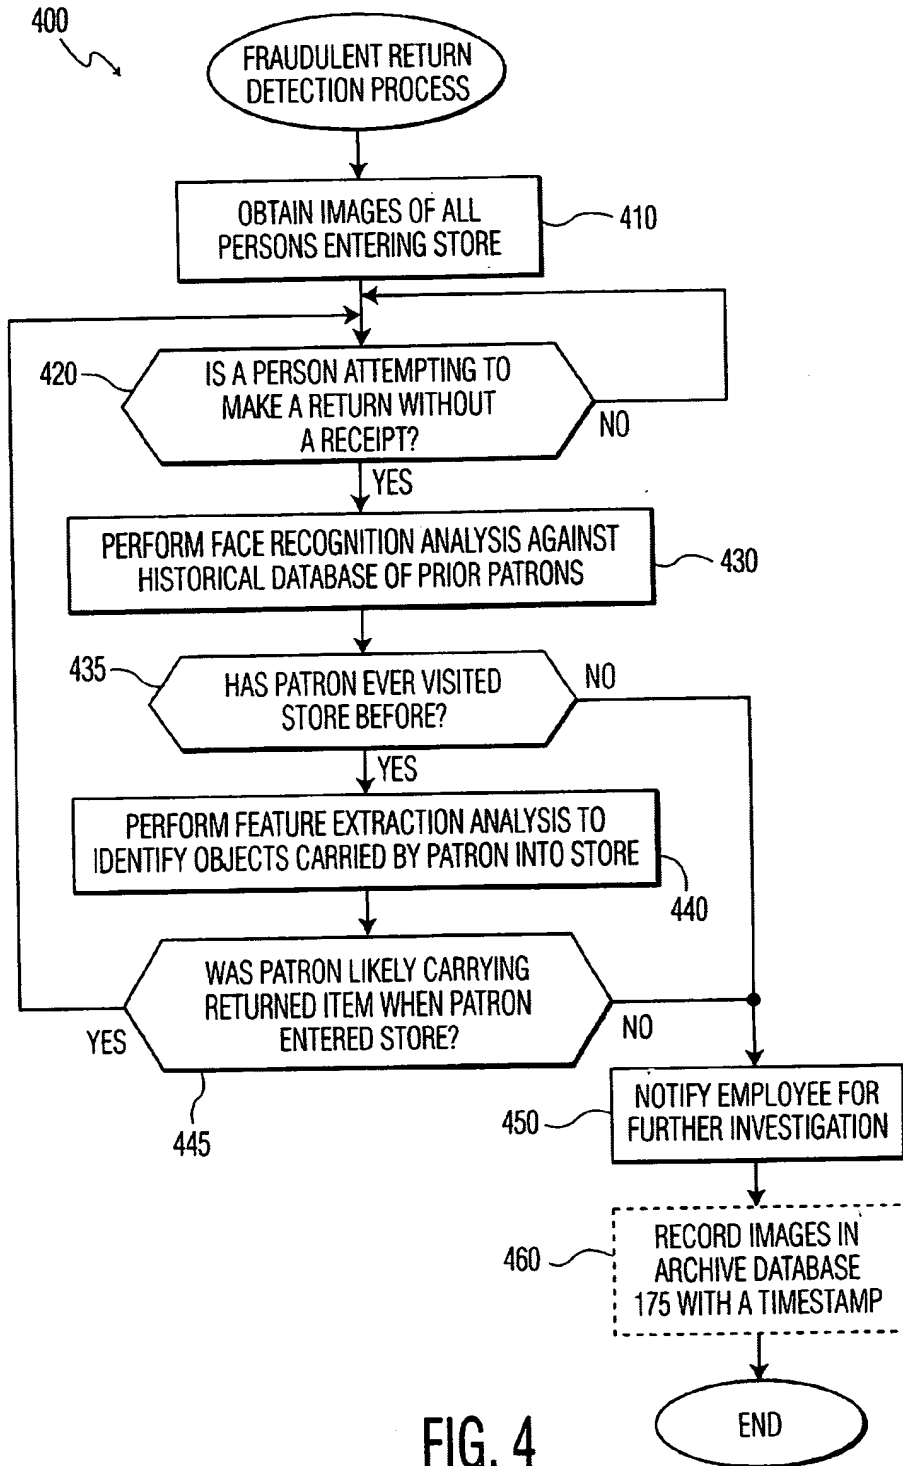 400
FRAUDULENT RETURN
DETECTION PROCESS
OBTAIN IMAGES OF ALL
PERSONS ENTERING STORE
410
420
IS A PERSON ATTEMPTING TO
MAKE A RETURN WITHOUT
A RECEIPT?
NO
YES
PERFORM FACE RECOGNITION ANALYSIS AGAINST
HISTORICAL DATABASE OF PRIOR PATRONS
430
435
HAS PATRON EVER VISITED
STORE BEFORE?
NO
YES
PERFORM FEATURE EXTRACTION ANALYSIS TO
IDENTIFY OBJECTS CARRIED BY PATRON INTO STORE
440
WAS PATRON LIKELY CARRYING
RETURNED ITEM WHEN PATRON
ENTERED STORE?
YES
NO
445
450
NOTIFY EMPLOYEE FOR
FURTHER INVESTIGATION
460
RECORD IMAGES IN
ARCHIVE DATABASE
175 WITH A TIMESTAMP
END
FIG. 4